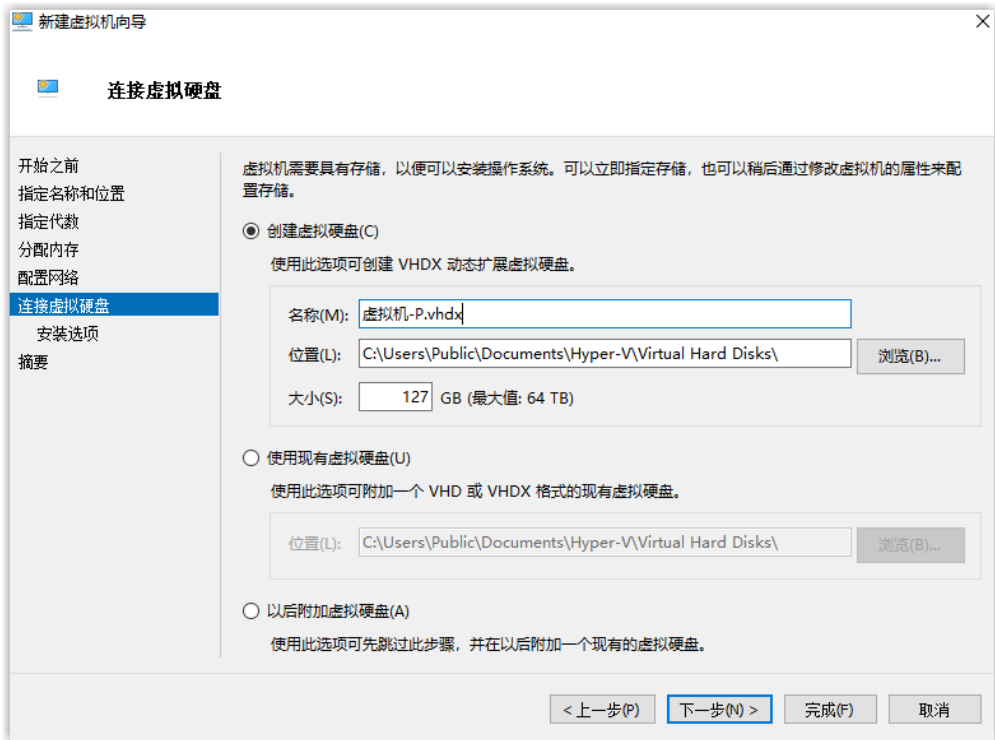 新建虚拟机向导
连接虚拟硬盘
开始之前
指定名称和位置
指定代数
分配内存
配置网络
连接虚拟硬盘
安装选项
摘要
虚拟机需要具有存储，以便可以安装操作系统。可以立即指定存储，也可以稍后通过修改虚拟机的属性来配
置存储。
创建虚拟硬盘(C)
使用此选项可创建 VHDX 动态扩展虚拟硬盘。
名称(M): 虚拟机-P.vhdx
位置(L): C:\Users\Public\Documents\Hyper-V\Virtual Hard Disks\ 浏览(B)...
大小(S): 127 GB (最大值: 64 TB)
使用现有虚拟硬盘(U)
使用此选项可附加一个 VHD 或 VHDX 格式的现有虚拟硬盘。
位置(L): C:\Users\Public\Documents\Hyper-V\Virtual Hard Disks\ 浏览(B)...
以后附加虚拟硬盘(A)
使用此选项可先跳过此步骤，并在以后附加一个现有的虚拟硬盘。
< 上一步(P) 下一步(N) > 完成(F) 取消